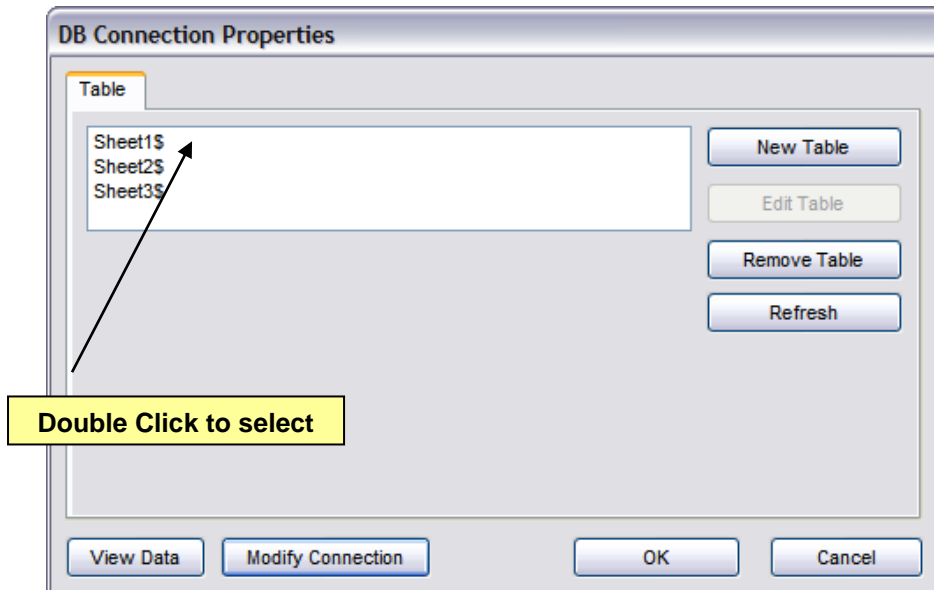 DB Connection Properties
Table
Sheet1$
Sheet2$
Sheet3$
New Table
Edit Table
Remove Table
Refresh
Double Click to select
View Data
Modify Connection
OK
Cancel